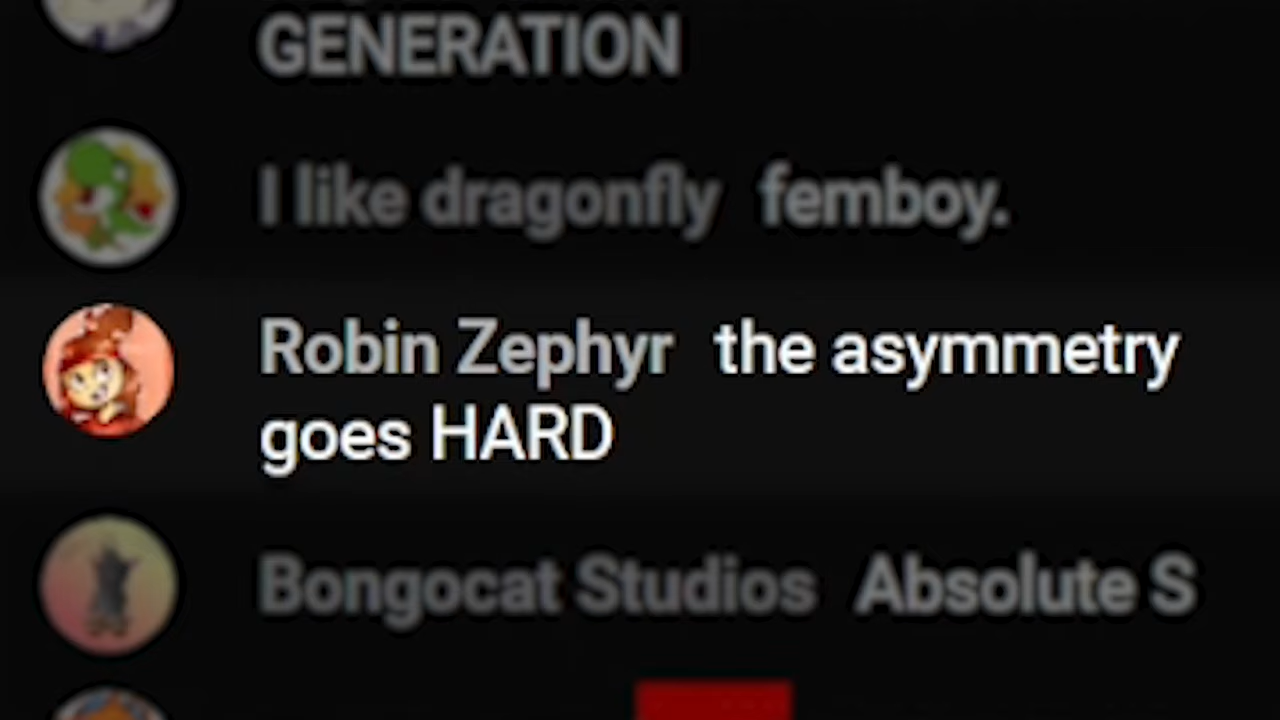 GENERATION
I like dragonfly femboy.
Robin Zephyr the asymmetry
goes HARD
Bongocat Studios Absolute S